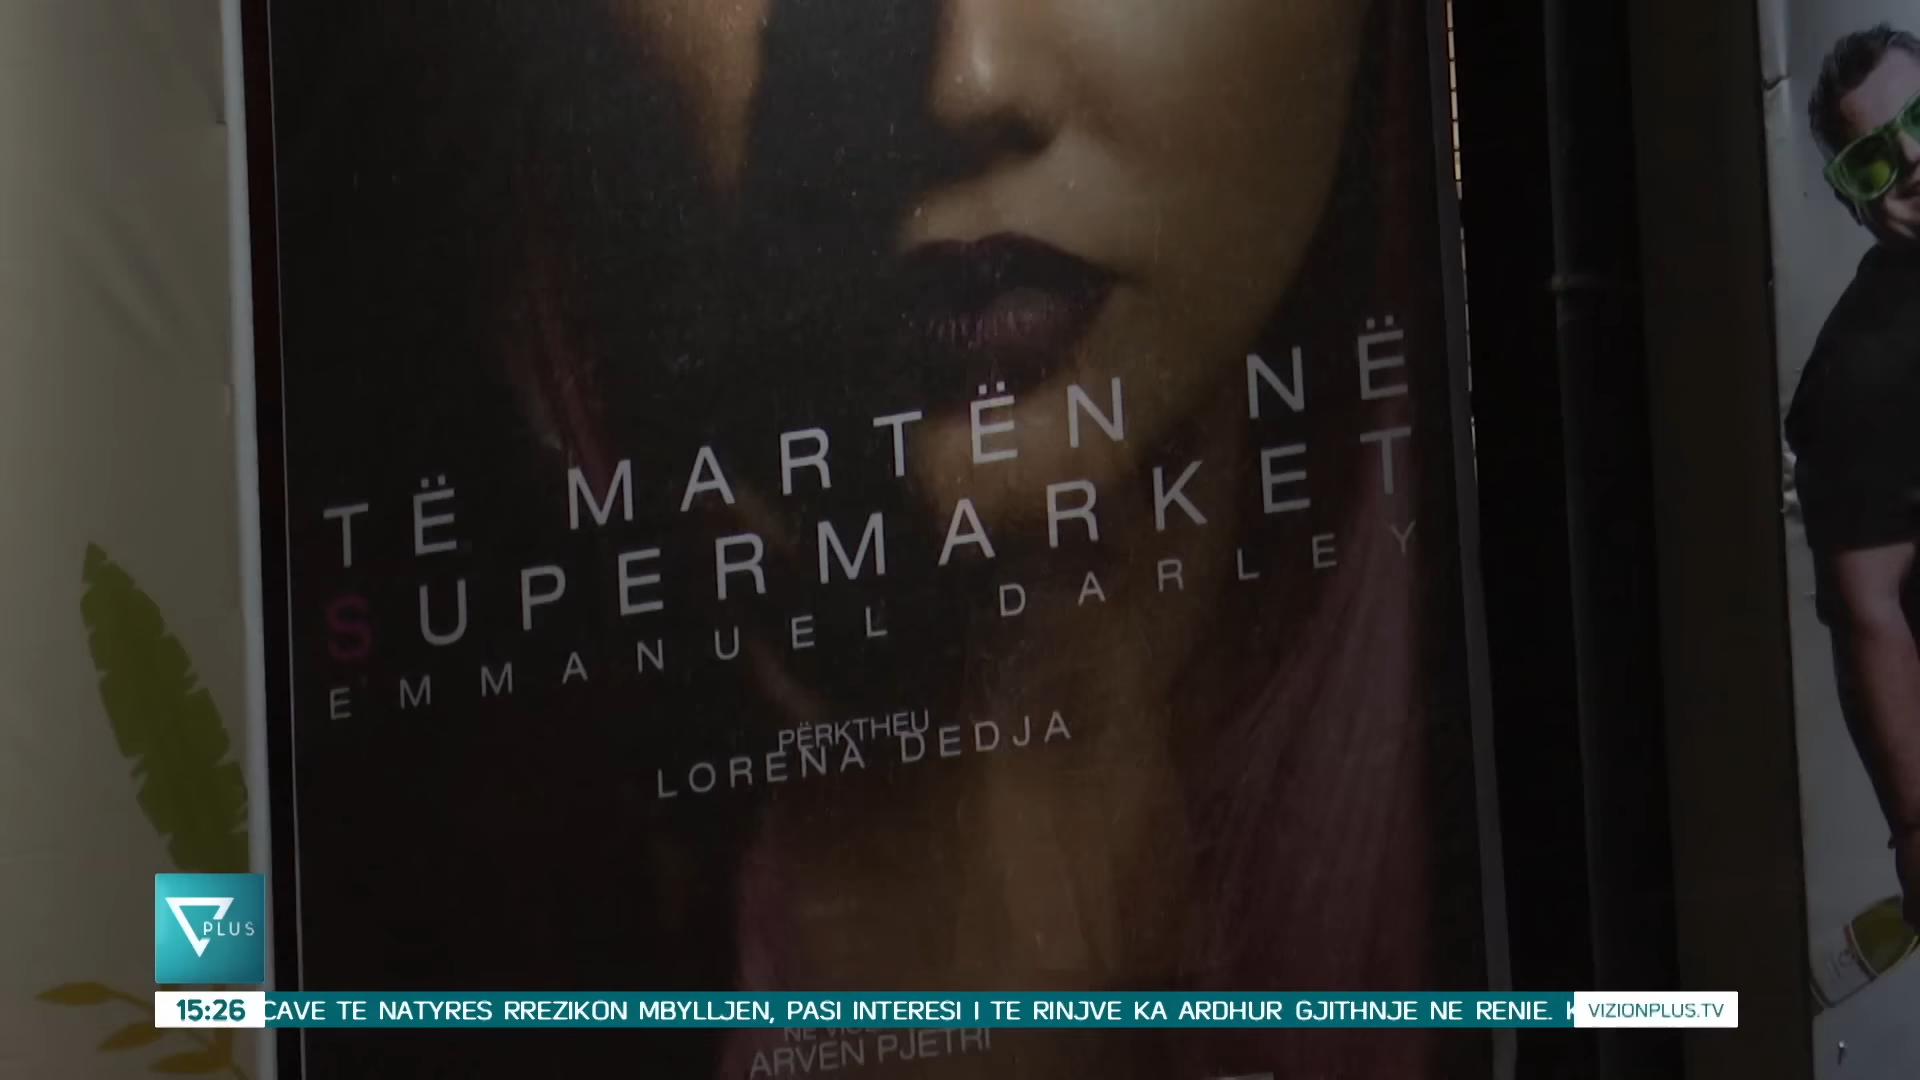 TË MARTËN NË
SUPERMARKET
EMMANUEL DARLEY
PËRKTHEU
LORENA DEDJA
PLUS
15:26
CAVE TE NATYRES RREZIKON MBYLLJEN, PASI INTERESI I TE RINJVE KA ARDHUR GJITHNJE NE RENIE. K
VIZIONPLUS.TV
ARVEN PJETRI